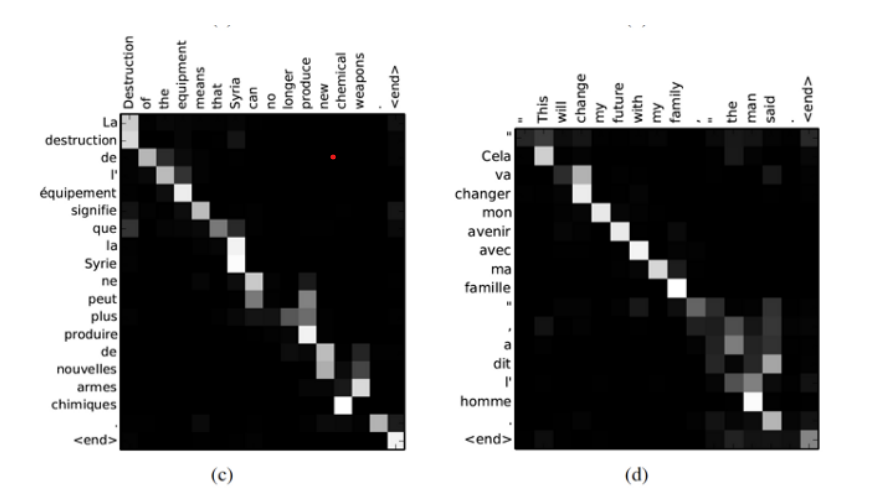 Destruction
of
the
equipment
means
that
Syria
can
no
longer
produce
new
chemical
weapons
.
<end>
La
destruction
de
l'
équipement
signifie
que
la
Syrie
ne
peut
plus
produire
de
nouvelles
armes
chimiques
.
<end>
(c)
"
This
will
change
my
future
with
my
family
,
"
the
man
said
.
<end>
"
Cela
va
changer
mon
avenir
avec
ma
famille
"
,
a
dit
l'
homme
.
<end>
(d)